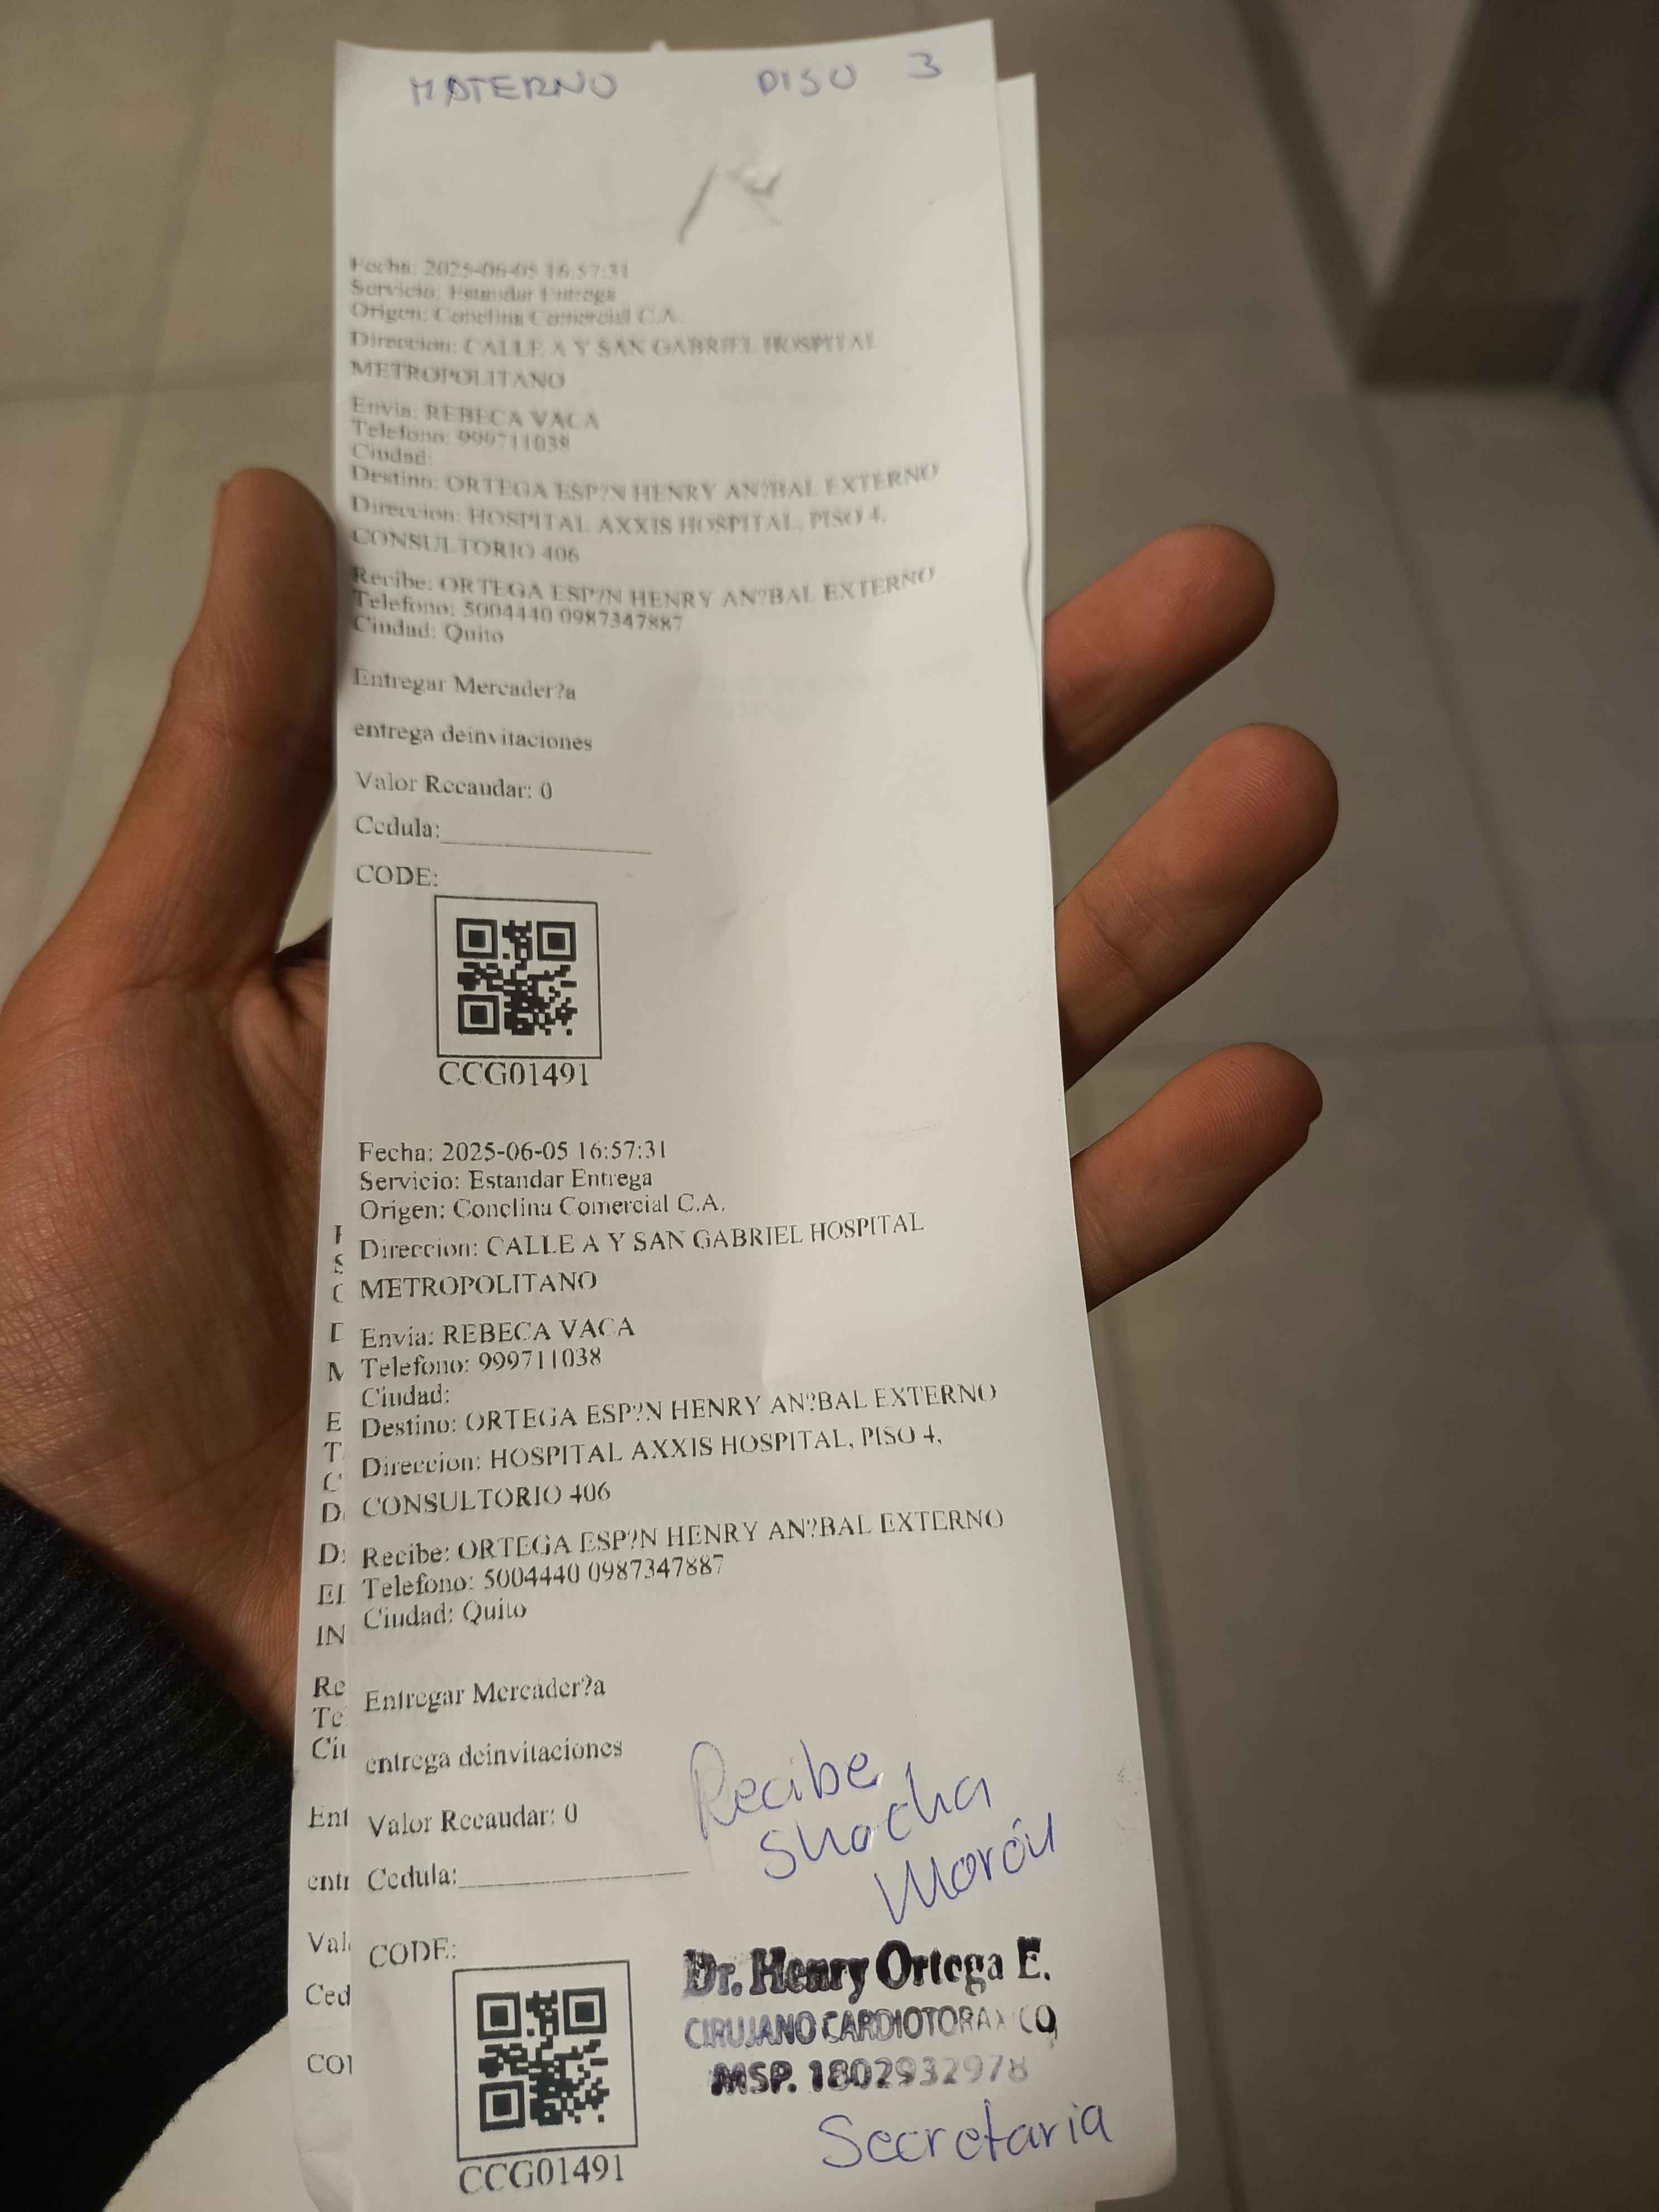 MATERNO PISO 3
Fecha: 2025-06-05 16:57:31
Servicio: Estandar Entrega
Origen: Conclina Comercial C.A.
Direccion: CALLE A Y SAN GABRIEL HOSPITAL
METROPOLITANO
Envia: REBECA VACA
Telefono: 999711038
Ciudad:
Destino: ORTEGA ESP?N HENRY AN?BAL EXTERNO
Direccion: HOSPITAL AXXIS HOSPITAL, PISO 4,
CONSULTORIO 406
Recibe: ORTEGA ESP?N HENRY AN?BAL EXTERNO
Telefono: 5004440 0987347887
Ciudad: Quito
Entregar Mercader?a
entrega deinvitaciones
Valor Recaudar: 0
Cedula:
CODE:
CCG01491
Fecha: 2025-06-05 16:57:31
Servicio: Estandar Entrega
Origen: Conclina Comercial C.A.
Direccion: CALLE A Y SAN GABRIEL HOSPITAL
METROPOLITANO
Envia: REBECA VACA
Telefono: 999711038
Ciudad:
Destino: ORTEGA ESP?N HENRY AN?BAL EXTERNO
Direccion: HOSPITAL AXXIS HOSPITAL, PISO 4,
CONSULTORIO 406
Recibe: ORTEGA ESP?N HENRY AN?BAL EXTERNO
Telefono: 5004440 0987347887
Ciudad: Quito
Entregar Mercader?a
entrega deinvitaciones
Valor Recaudar: 0
Cedula:
Recibe
Morón
CODE:
CCG01491
Dr. Henry Ortega E.
CIRUJANO CARDIOTORAXICO
MSP. 1802932978
Secretaria